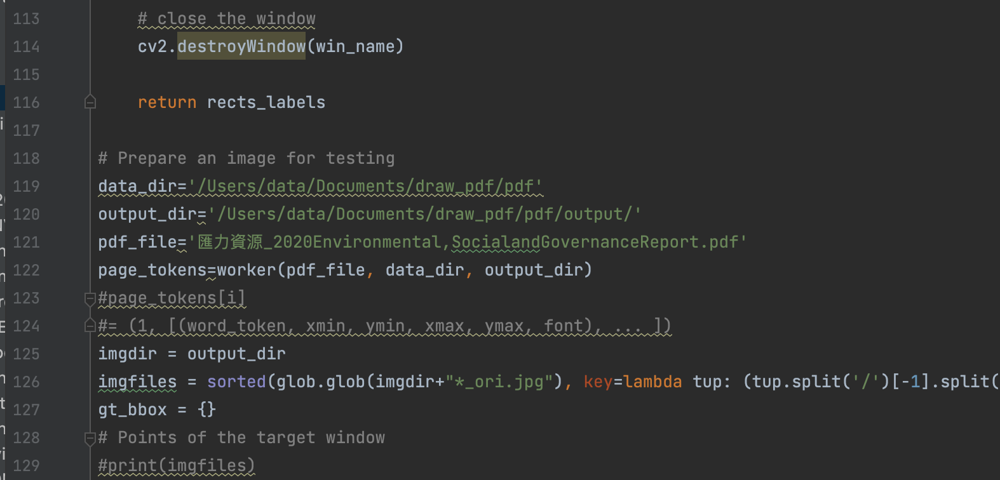 113 # close the window
114 cv2.destroyWindow(win_name)
115
116 return rects_labels
117
118 # Prepare an image for testing
119 data_dir='/Users/data/Documents/draw_pdf/pdf'
120 output_dir='/Users/data/Documents/draw_pdf/pdf/output/'
121 pdf_file='匯力資源_2020Environmental,SocialandGovernanceReport.pdf'
122 page_tokens=worker(pdf_file, data_dir, output_dir)
123 #page_tokens[i]
124 #= (1, [(word_token, xmin, ymin, xmax, ymax, font), ... ])
125 imgdir = output_dir
126 imgfiles = sorted(glob.glob(imgdir+"*_ori.jpg"), key=lambda tup: (tup.split('/')[-1].split(
127 gt_bbox = {}
128 # Points of the target window
129 #print(imgfiles)